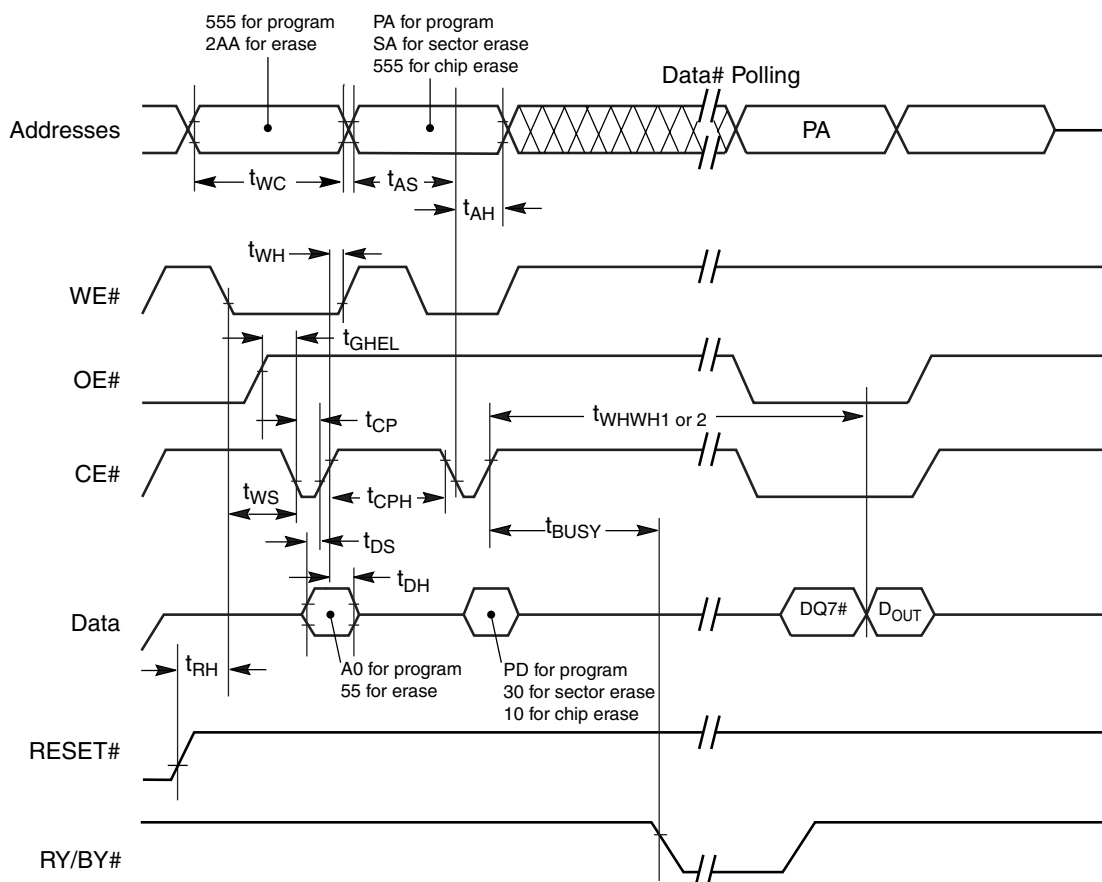 555 for program
2AA for erase
PA for program
SA for sector erase
555 for chip erase
Data# Polling
Addresses
PA
tWC
tAS
tAH
tWH
WE#
tGHEL
OE#
tCP
tWHWH1 or 2
CE#
tWS
tCPH
tBUSY
tDS
tDH
Data
DQ7#
DOUT
tRH
A0 for program
55 for erase
PD for program
30 for sector erase
10 for chip erase
RESET#
RY/BY#